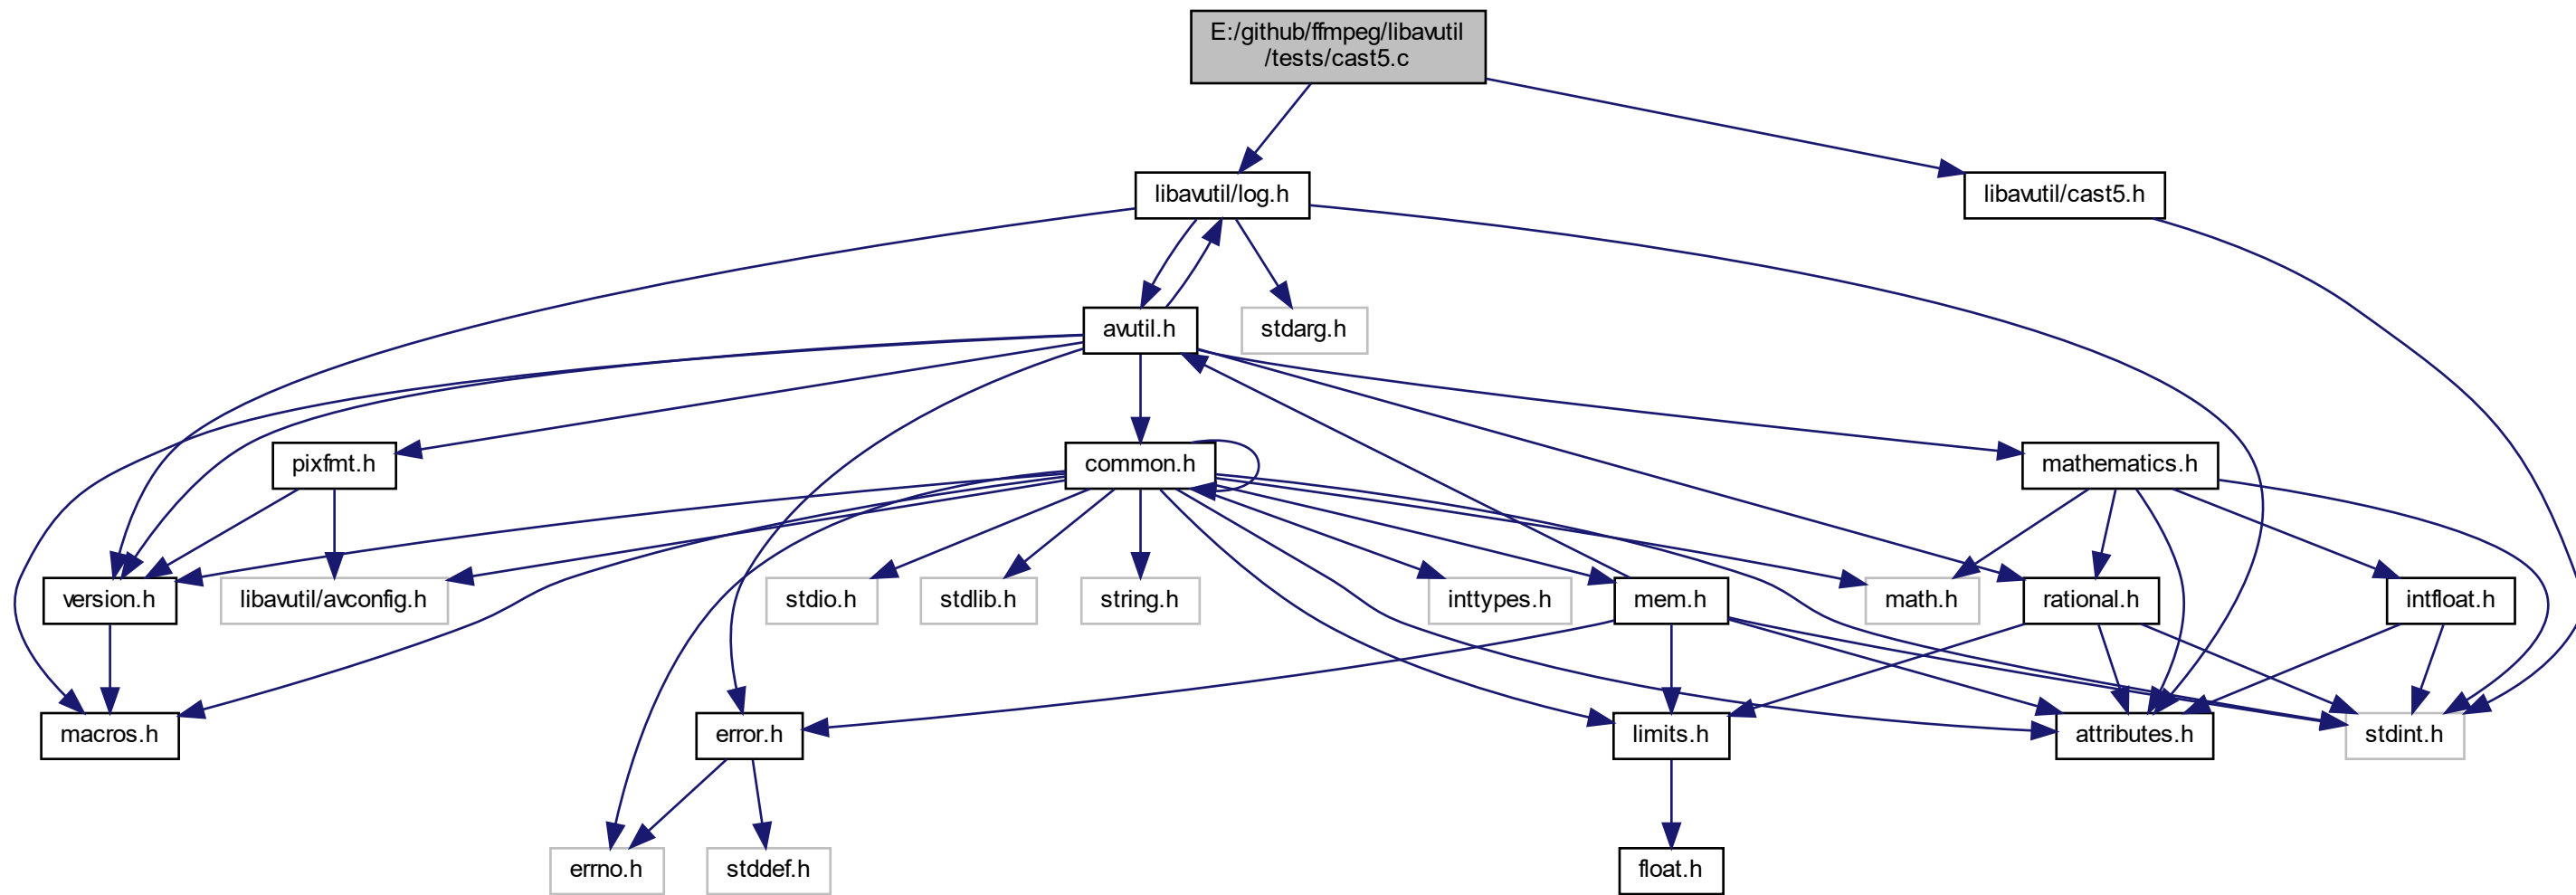 E:/github/ffmpeg/libavutil
/tests/cast5.c
libavutil/log.h
libavutil/cast5.h
avutil.h
stdarg.h
pixfmt.h
common.h
mathematics.h
version.h
libavutil/avconfig.h
stdio.h
stdlib.h
string.h
inttypes.h
mem.h
math.h
rational.h
intfloat.h
macros.h
error.h
limits.h
attributes.h
stdint.h
errno.h
stddef.h
float.h